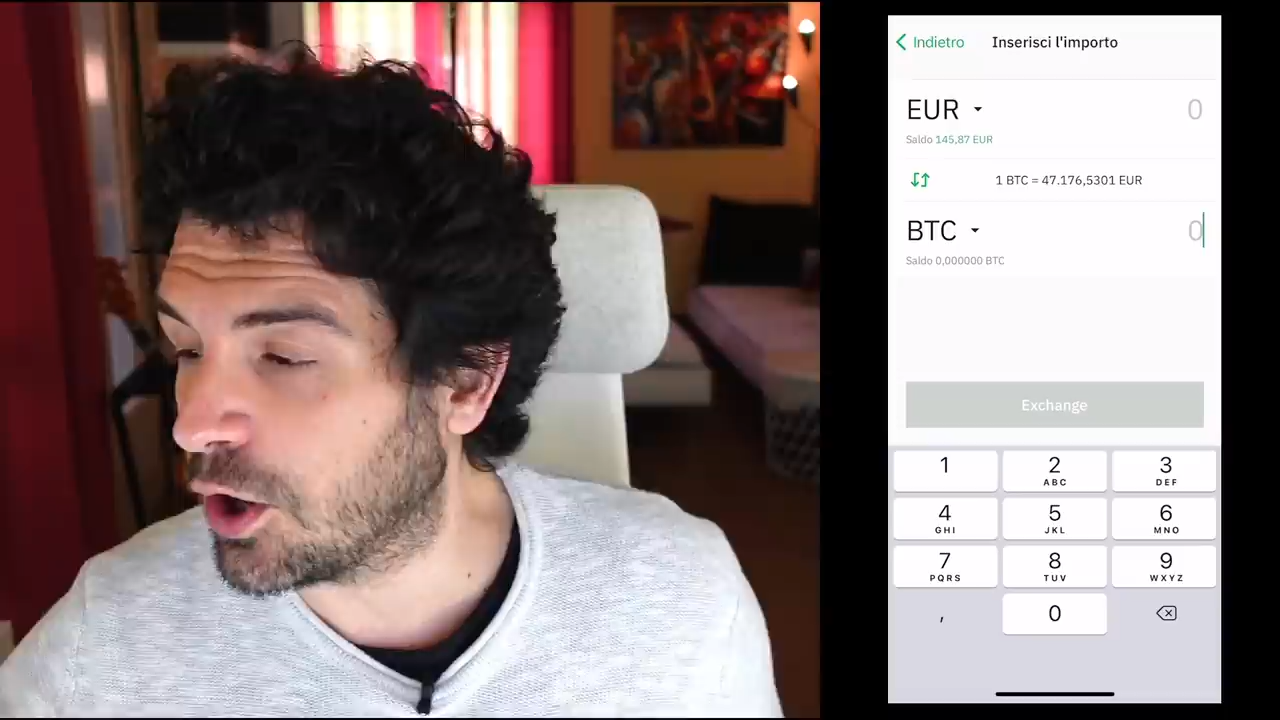 Indietro
Inserisci l'importo
EUR
0
Saldo 145,87 EUR
1 BTC = 47.176,5301 EUR
BTC
0
Saldo 0,000000 BTC
Exchange
1
2
ABC
3
DEF
4
GHI
5
JKL
6
MNO
7
PQRS
8
TUV
9
WXYZ
,
0